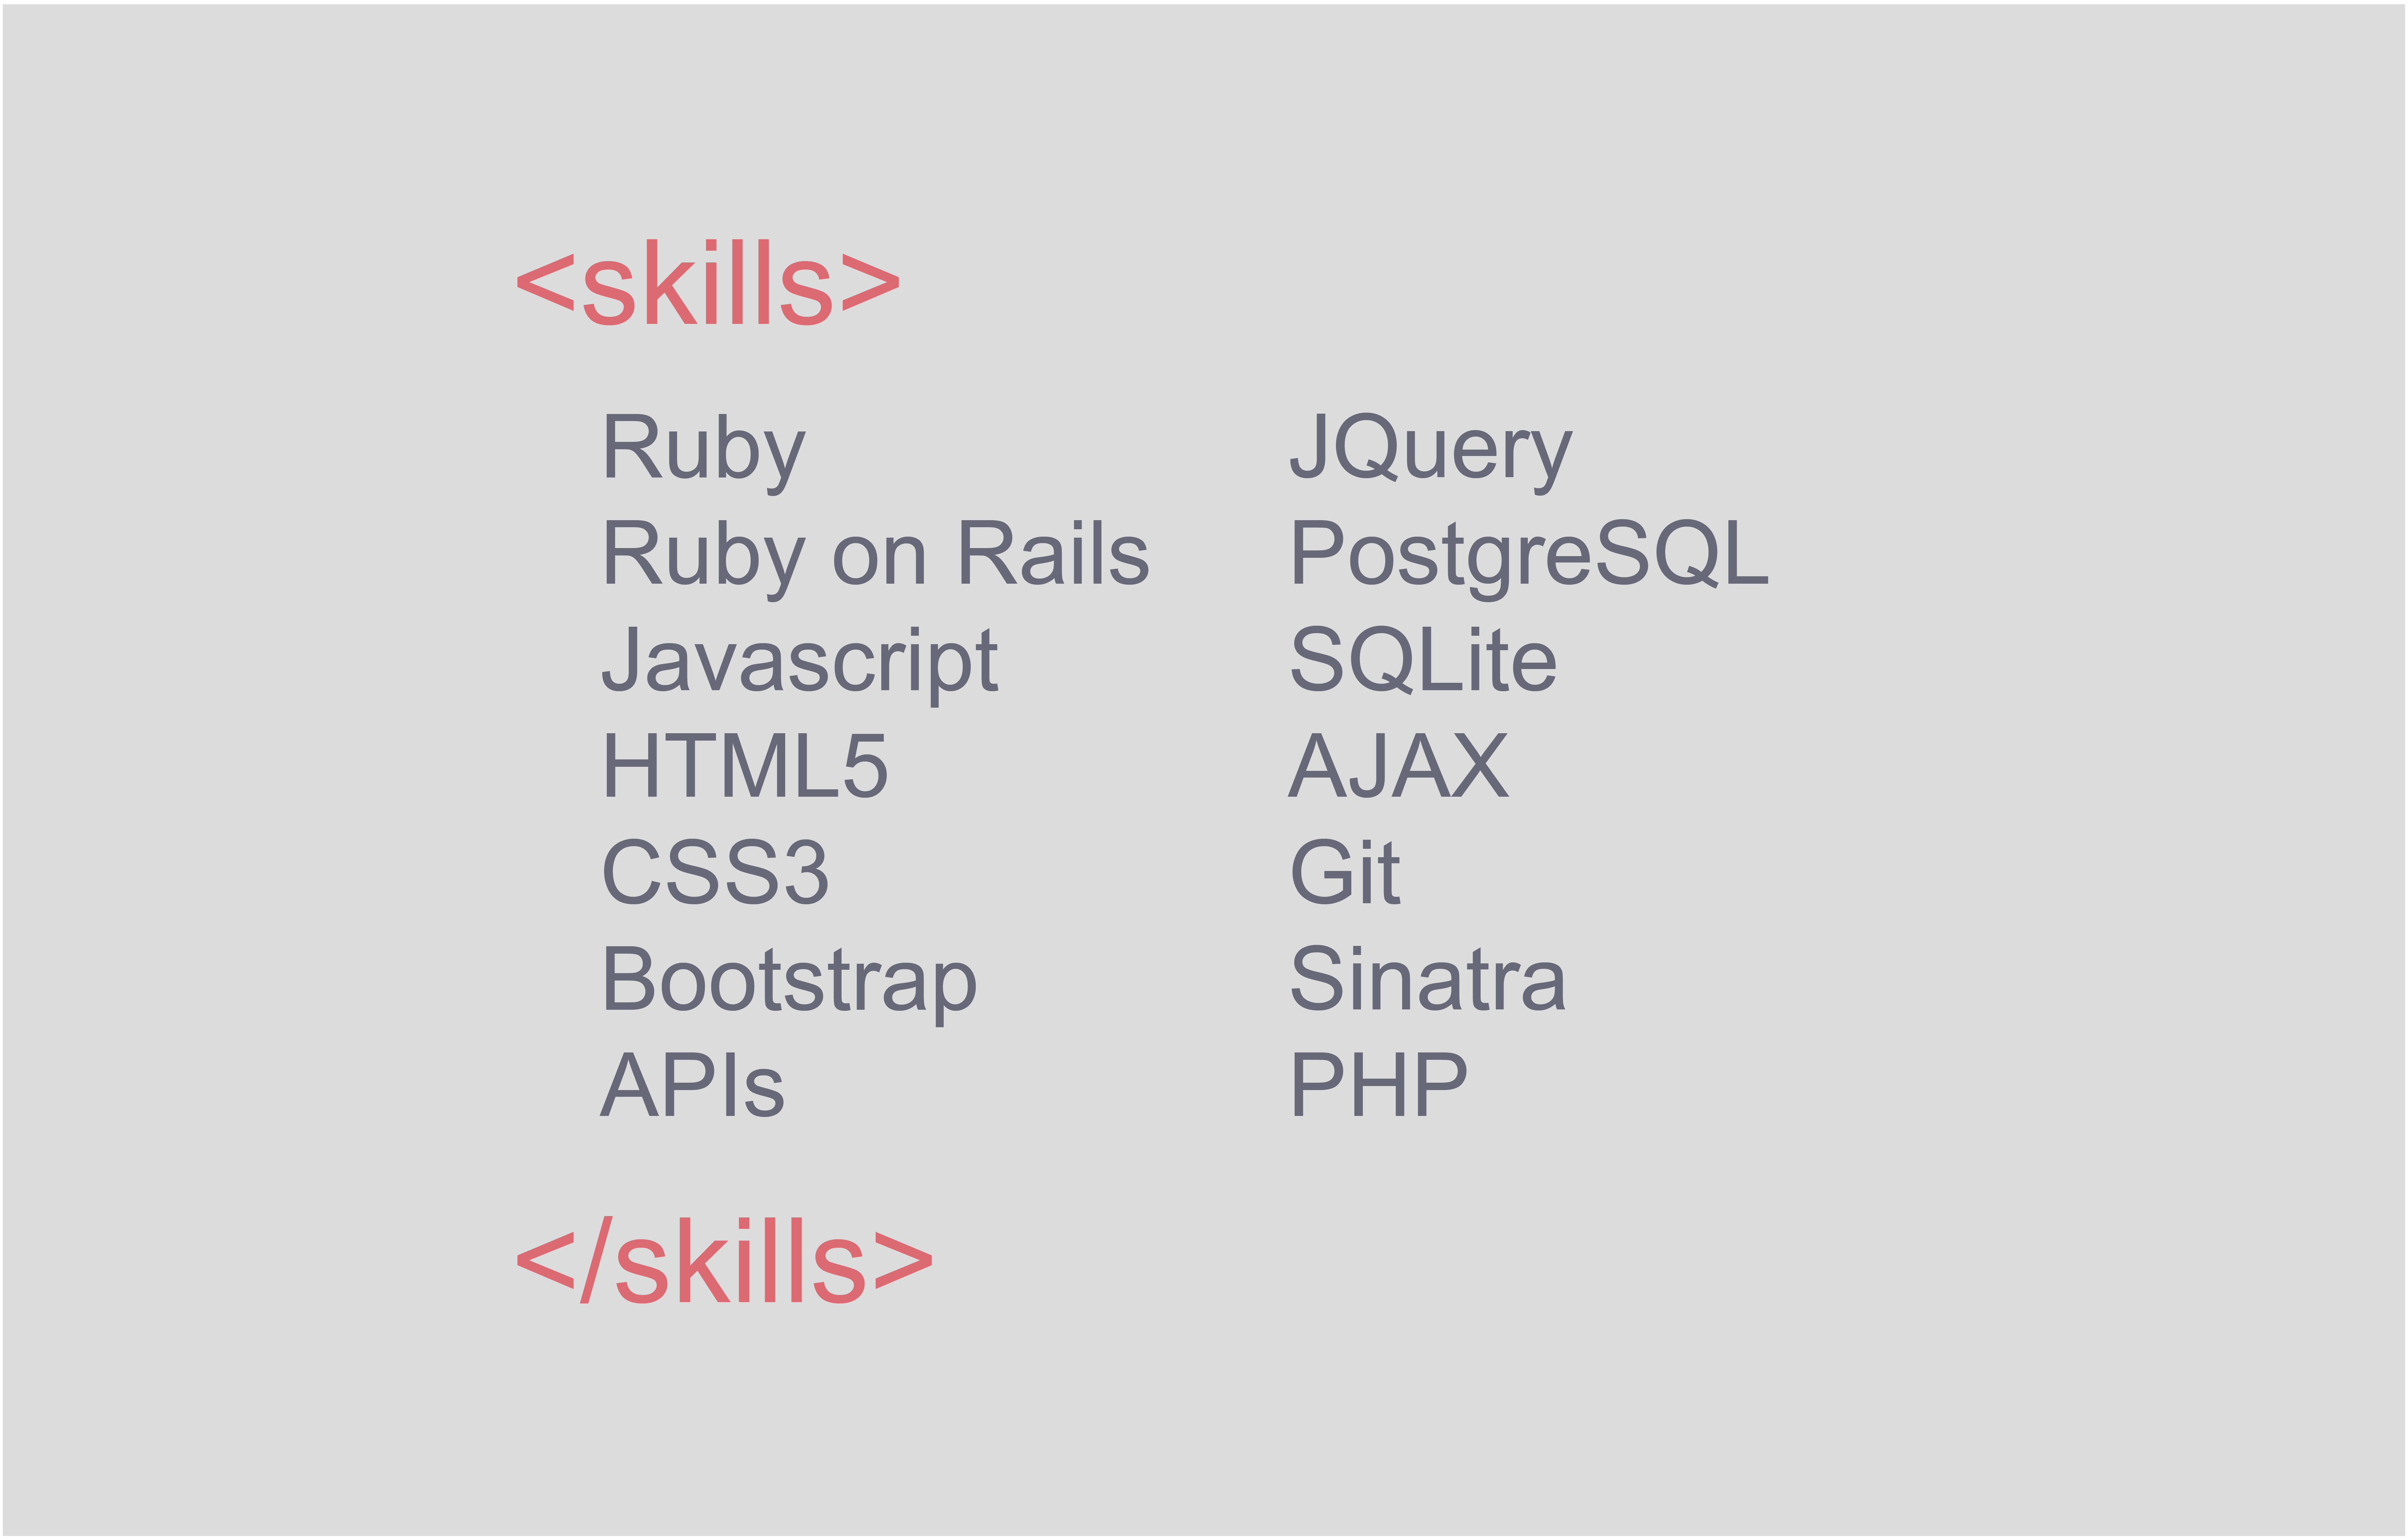 <skills>
Ruby
Ruby on Rails
Javascript
HTML5
CSS3
Bootstrap
APIs
JQuery
PostgreSQL
SQLite
AJAX
Git
Sinatra
PHP
</skills>